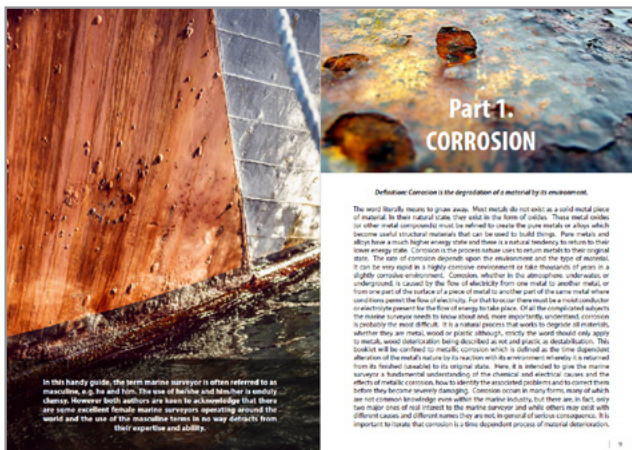 In this handy guide, the term marine surveyor is often referred to as
masculine, e.g. he and him. The use of he/she and him/her is unduly
clumsy. However both authors are keen to acknowledge that there
are some excellent female marine surveyors operating around the
world and the use of the masculine terms in no way detracts from
their expertise and ability.
Part 1.
CORROSION
Definition: Corrosion is the degradation of a material by its environment.
The word literally means to gnaw away. Most metals do not exist as a solid metal piece
of material. In their natural state, they exist in the form of oxides. These metal oxides
(or other metal compounds) must be refined to create the pure metals or alloys which
become useful structural materials that can be used to build things. Pure metals and
alloys have a much higher energy state and there is a natural tendency to return to their
lower energy state. Corrosion is the process nature uses to return metals to their original
state. The rate of corrosion depends upon the environment and the type of material.
It can be very rapid in a highly corrosive environment or take thousands of years in a
slightly corrosive environment. Corrosion, whether in the atmosphere, underwater, or
underground, is caused by the flow of electricity from one metal to another metal, or
from one part of the surface of a piece of metal to another part of the same metal where
conditions permit the flow of electricity. For that to occur there must be a moist conductor
or electrolyte present for the flow of energy to take place. Of all the complicated subjects
the marine surveyor needs to know about and, more importantly, understand, corrosion
is probably the most difficult. It is a natural process that works to degrade all materials,
whether they are metal, wood or plastic although, strictly the word should only apply
to metals, wood deterioration being described as rot and plastic as destabilisation. This
booklet will be confined to metallic corrosion which is defined as the time dependent
alteration of the metal's nature by its reaction with its environment whereby it is returned
from its finished (useable) to its original state. Here, it is intended to give the marine
surveyor a fundamental understanding of the chemical and electrical causes and the
effects of metallic corrosion, how to identify the associated problems and to correct them
before they become severely damaging. Corrosion occurs in many forms, many of which
are not common knowledge even within the marine industry, but there are, in fact, only
two major ones of real interest to the marine surveyor and while others may exist with
different causes and different names they are not, in general of serious consequence. It is
important to iterate that corrosion is a time dependent process of material deterioration.